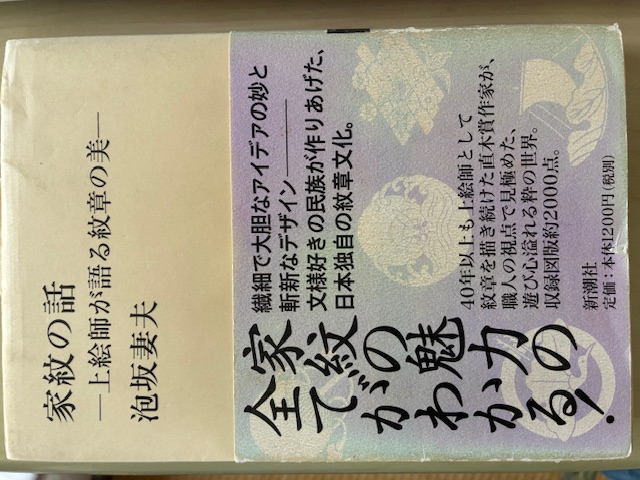 家紋の話
―上絵師が語る紋章の美―
泡坂妻夫
繊細で大胆なアイデアの妙と
斬新なデザイン――
文様好きの民族が作りあげた、
日本独自の紋章文化。
家紋の魅力の
全てがわかる!
40年以上も上絵師として
紋章を描き続けた直木賞作家が、
職人の視点で見極めた、
遊び心溢れる粋の世界。
収録図版約2000点。
新潮社
定価:本体1200円(税別)